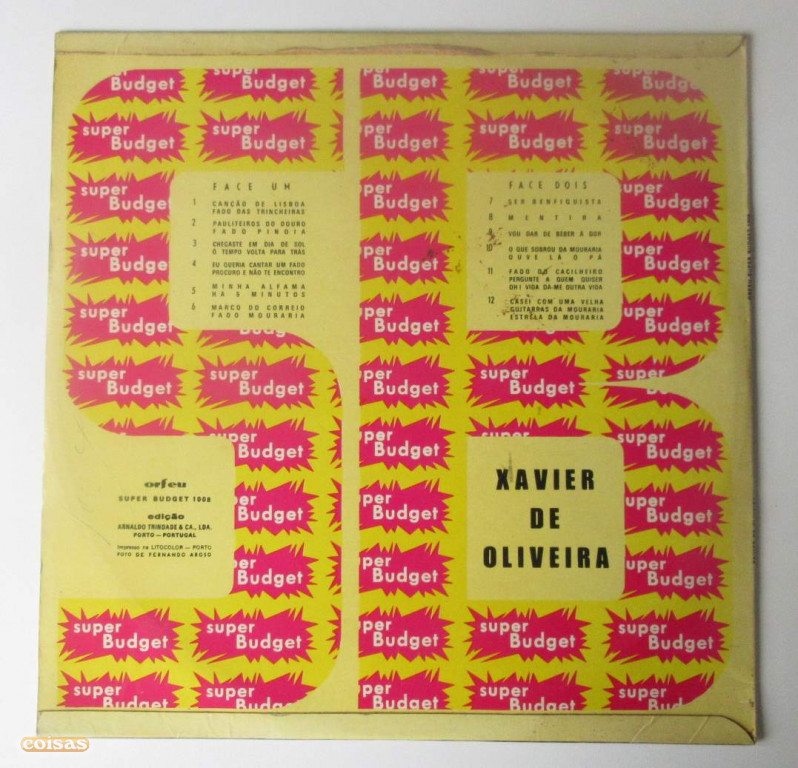 FACE UM
1 CANÇÃO DE LISBOA
FADO DAS TRINCHEIRAS
2 PAULITEIROS DO DOURO
FADO PINOIA
3 CHEGASTE EM DIA DE SOL
O TEMPO VOLTA PARA TRÁS
4 EU QUERIA CANTAR UM FADO
PROCURO E NÃO TE ENCONTRO
5 MINHA ALFAMA
HÁ 5 MINUTOS
6 MARCO DO CORREIO
FADO MOURARIA
FACE DOIS
7 SER BENFIQUISTA
8 MENTIRA
9 VOU DAR DE BEBER À DOR
10 O QUE SOBROU DA MOURARIA
OUVE LÁ O PÁ
11 FADO DO CACILHEIRO
PERGUNTE A QUEM QUISER
OH! VIDA DÁ-ME OUTRA VIDA
12 CASEI COM UMA VELHA
GUITARRAS DA MOURARIA
ESTRELA DA MOURARIA
super Budget
orfeu
SUPER BUDGET 1008
edição
ARNALDO TRINDADE & CA., LDA.
PORTO — PORTUGAL
Impresso na LITOCOLOR — PORTO
FOTO DE FERNANDO AROSO
XAVIER
DE
OLIVEIRA
coisas